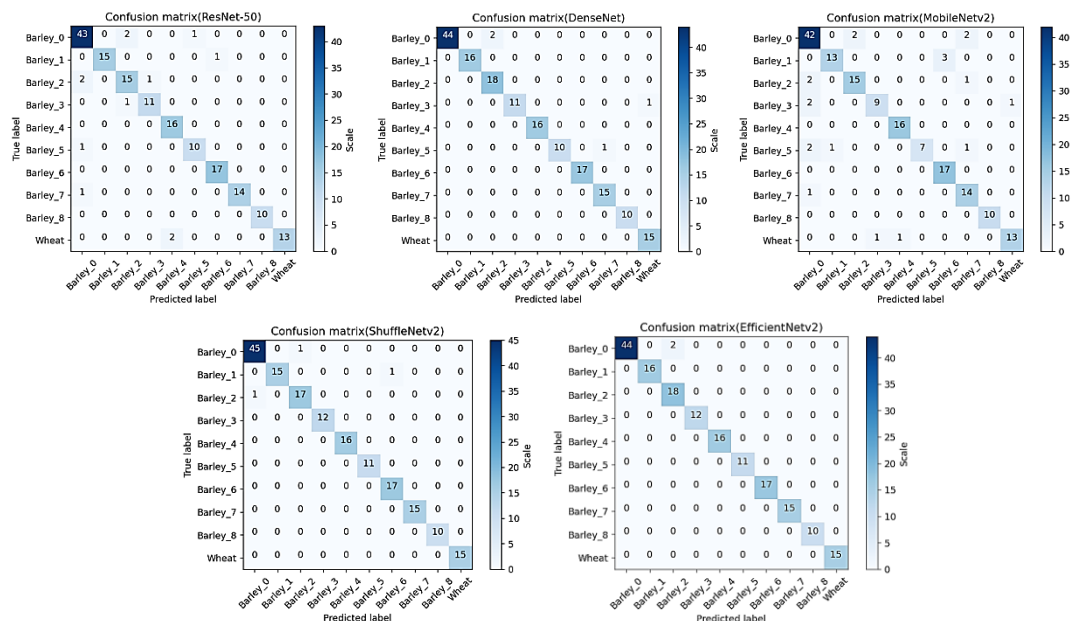 Confusion matrix(ResNet-50)
Barley_0 43 0 2 0 0 1 0 0 0 0
Barley_1 0 15 0 0 0 0 1 0 0 0
Barley_2 2 0 15 1 0 0 0 0 0 0
Barley_3 0 0 1 11 0 0 0 0 0 0
Barley_4 0 0 0 0 16 0 0 0 0 0
Barley_5 1 0 0 0 0 10 0 0 0 0
Barley_6 0 0 0 0 0 0 17 0 0 0
Barley_7 1 0 0 0 0 0 0 14 0 0
Barley_8 0 0 0 0 0 0 0 0 10 0
Wheat 0 0 0 0 2 0 0 0 0 13
Barley_0 Barley_1 Barley_2 Barley_3 Barley_4 Barley_5 Barley_6 Barley_7 Barley_8 Wheat
Predicted label
True label
40
35
30
25
20
15
10
5
0
Scale
Confusion matrix(DenseNet)
Barley_0 44 0 2 0 0 0 0 0 0 0
Barley_1 0 16 0 0 0 0 0 0 0 0
Barley_2 0 0 18 0 0 0 0 0 0 0
Barley_3 0 0 0 11 0 0 0 0 0 1
Barley_4 0 0 0 0 16 0 0 0 0 0
Barley_5 0 0 0 0 0 10 0 1 0 0
Barley_6 0 0 0 0 0 0 17 0 0 0
Barley_7 0 0 0 0 0 0 0 15 0 0
Barley_8 0 0 0 0 0 0 0 0 10 0
Wheat 0 0 0 0 0 0 0 0 0 15
Barley_0 Barley_1 Barley_2 Barley_3 Barley_4 Barley_5 Barley_6 Barley_7 Barley_8 Wheat
Predicted label
True label
40
35
30
25
20
15
10
5
0
Scale
Confusion matrix(MobileNetv2)
Barley_0 42 0 2 0 0 0 0 2 0 0
Barley_1 0 13 0 0 0 0 3 0 0 0
Barley_2 2 0 15 0 0 0 0 1 0 0
Barley_3 2 0 0 9 0 0 0 0 0 1
Barley_4 0 0 0 0 16 0 0 0 0 0
Barley_5 2 1 0 0 0 7 0 1 0 0
Barley_6 0 0 0 0 0 0 17 0 0 0
Barley_7 1 0 0 0 0 0 0 14 0 0
Barley_8 0 0 0 0 0 0 0 0 10 0
Wheat 0 0 0 1 1 0 0 0 0 13
Barley_0 Barley_1 Barley_2 Barley_3 Barley_4 Barley_5 Barley_6 Barley_7 Barley_8 Wheat
Predicted label
True label
40
35
30
25
20
15
10
5
0
Scale
Confusion matrix(ShuffleNetv2)
Barley_0 45 0 1 0 0 0 0 0 0 0
Barley_1 0 15 0 0 0 0 1 0 0 0
Barley_2 1 0 17 0 0 0 0 0 0 0
Barley_3 0 0 0 12 0 0 0 0 0 0
Barley_4 0 0 0 0 16 0 0 0 0 0
Barley_5 0 0 0 0 0 11 0 0 0 0
Barley_6 0 0 0 0 0 0 17 0 0 0
Barley_7 0 0 0 0 0 0 0 15 0 0
Barley_8 0 0 0 0 0 0 0 0 10 0
Wheat 0 0 0 0 0 0 0 0 0 15
Barley_0 Barley_1 Barley_2 Barley_3 Barley_4 Barley_5 Barley_6 Barley_7 Barley_8 Wheat
Predicted label
True label
45
40
35
30
25
20
15
10
5
0
Scale
Confusion matrix(EfficientNetv2)
Barley_0 44 0 2 0 0 0 0 0 0 0
Barley_1 0 16 0 0 0 0 0 0 0 0
Barley_2 0 0 18 0 0 0 0 0 0 0
Barley_3 0 0 0 12 0 0 0 0 0 0
Barley_4 0 0 0 0 16 0 0 0 0 0
Barley_5 0 0 0 0 0 11 0 0 0 0
Barley_6 0 0 0 0 0 0 17 0 0 0
Barley_7 0 0 0 0 0 0 0 15 0 0
Barley_8 0 0 0 0 0 0 0 0 10 0
Wheat 0 0 0 0 0 0 0 0 0 15
Barley_0 Barley_1 Barley_2 Barley_3 Barley_4 Barley_5 Barley_6 Barley_7 Barley_8 Wheat
Predicted label
True label
40
35
30
25
20
15
10
5
0
Scale